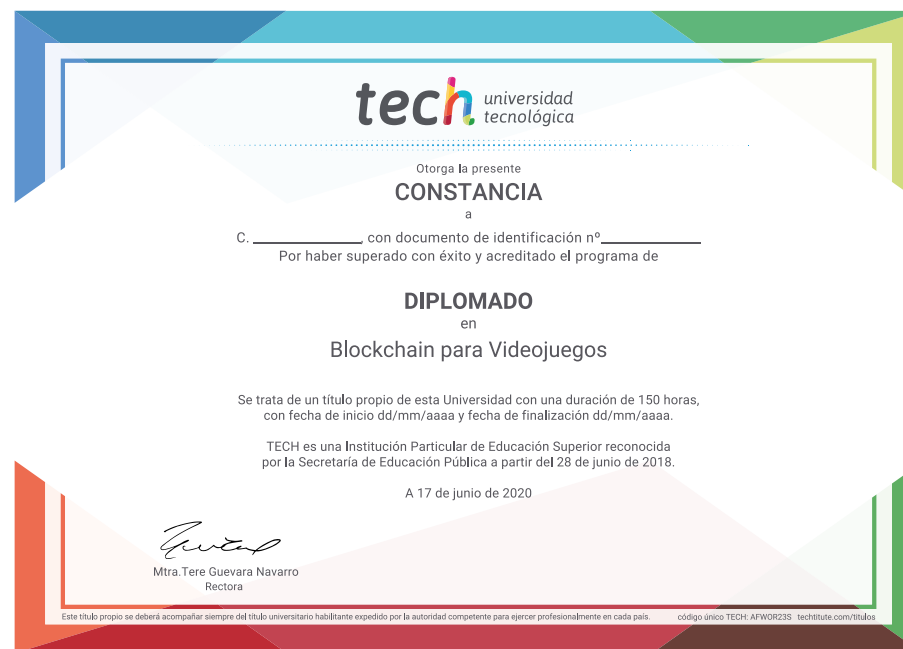 tech universidad
tecnológica
Otorga la presente
CONSTANCIA
a
C. ______________, con documento de identificación nº_____________
Por haber superado con éxito y acreditado el programa de
DIPLOMADO
en
Blockchain para Videojuegos
Se trata de un título propio de esta Universidad con una duración de 150 horas,
con fecha de inicio dd/mm/aaaa y fecha de finalización dd/mm/aaaa.
TECH es una Institución Particular de Educación Superior reconocida
por la Secretaría de Educación Pública a partir del 28 de junio de 2018.
A 17 de junio de 2020
Mtra.Tere Guevara Navarro
Rectora
Este título propio se deberá acompañar siempre del título universitario habilitante expedido por la autoridad competente para ejercer profesionalmente en cada país. código único TECH: AFWOR23S techtitute.com/titulos